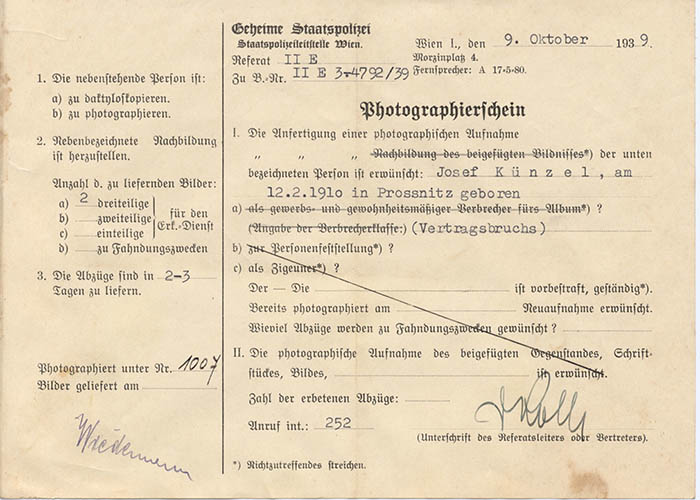 1. Die nebenstehende Person ist:
a) zu daktyloskopieren.
b) zu photographieren.
2. Nebenbezeichnete Nachbildung
ist herzustellen.
Anzahl d. zu liefernden Bilder:
a) 2 dreiteilige
b) zweiteilige
c) einteilige
für den
Erk.-Dienst
d) zu Fahndungszwecken
3. Die Abzüge sind in 2-3
Tagen zu liefern.
Photographiert unter Nr. 1007
Bilder geliefert am
Wiedemann
Geheime Staatspolizei
Staatspolizeileitstelle Wien.
Referat II E
Zu B.-Nr. II E 3-4792/39
Wien I., den 9. Oktober 1939.
Morzinplatz 4.
Fernsprecher: A 17-5-80.
Photographierschein
I. Die Anfertigung einer photographischen Aufnahme
„ „ „ Nachbildung des beigefügten Bildnisses*) der unten
bezeichneten Person ist erwünscht: Josef Künzel, am
12.2.1910 in Prossnitz geboren
a) als gewerbs- und gewohnheitsmäßiger Verbrecher fürs Album*) ?
(Angabe der Verbrecherklasse:) (Vertragsbruchs)
b) zur Personenfeststellung*) ?
c) als Zigeuner*) ?
Der — Die ist vorbestraft, geständig*).
Bereits photographiert am Neuaufnahme erwünscht.
Wieviel Abzüge werden zu Fahndungszwecken gewünscht ?
II. Die photographische Aufnahme des beigefügten Gegenstandes, Schrift-
stückes, Bildes, ist erwünscht.
Zahl der erbetenen Abzüge:
Anruf int.: 252
(Unterschrift des Referatsleiters oder Vertreters).
*) Nichtzutreffendes streichen.